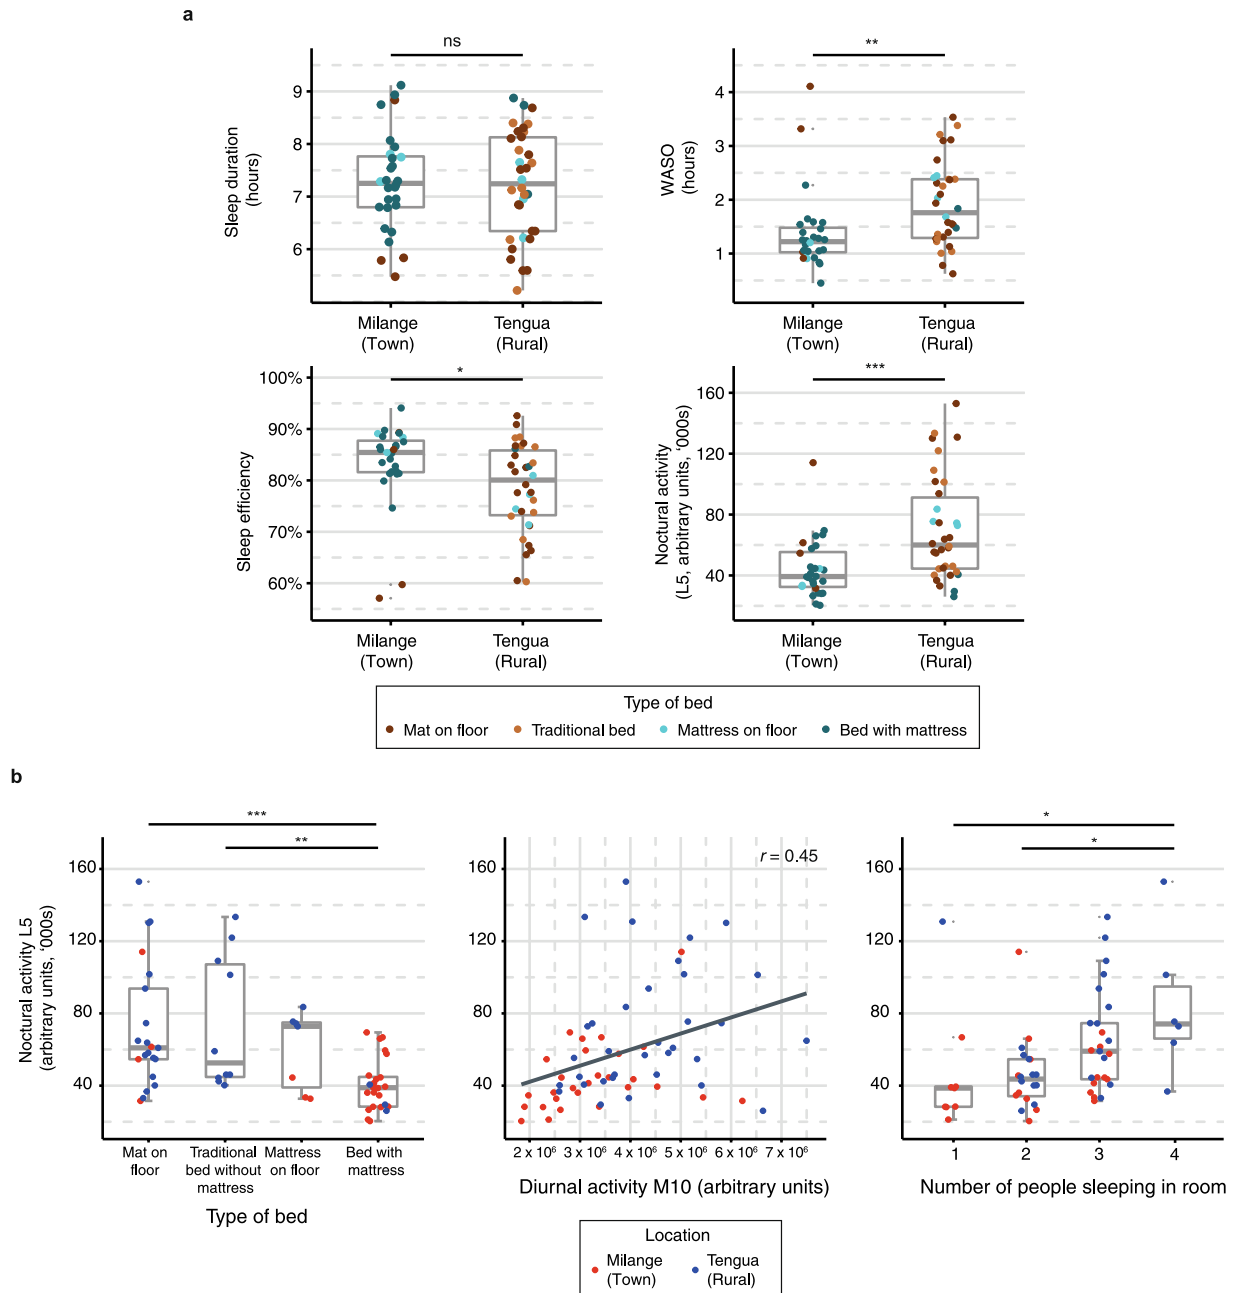 a
ns
9
8
7
6
Sleep duration
(hours)
Milange
(Town)
Tengua
(Rural)
**
4
3
2
1
WASO
(hours)
Milange
(Town)
Tengua
(Rural)
*
100%
90%
80%
70%
60%
Sleep efficiency
Milange
(Town)
Tengua
(Rural)
***
160
120
80
40
Noctural activity
(L5, arbitrary units, ‘000s)
Milange
(Town)
Tengua
(Rural)
Type of bed
Mat on floor
Traditional bed
Mattress on floor
Bed with mattress
b
***
**
160
120
80
40
Noctural activity L5
(arbitrary units, ‘000s)
Mat on
floor
Traditional
bed without
mattress
Mattress
on floor
Bed with
mattress
Type of bed
r = 0.45
160
120
80
40
2 x 10⁶ 3 x 10⁶ 4 x 10⁶ 5 x 10⁶ 6 x 10⁶ 7 x 10⁶
Diurnal activity M10 (arbitrary units)
*
*
160
120
80
40
1 2 3 4
Number of people sleeping in room
Location
Milange
(Town)
Tengua
(Rural)